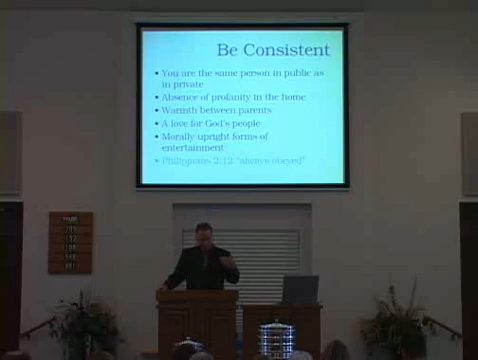 Be Consistent
• You are the same person in public as
in private
• Absence of profanity in the home
• Warmth between parents
• A love for God's people
• Morally upright forms of
entertainment
• Philippians 2:12 "always obeyed"